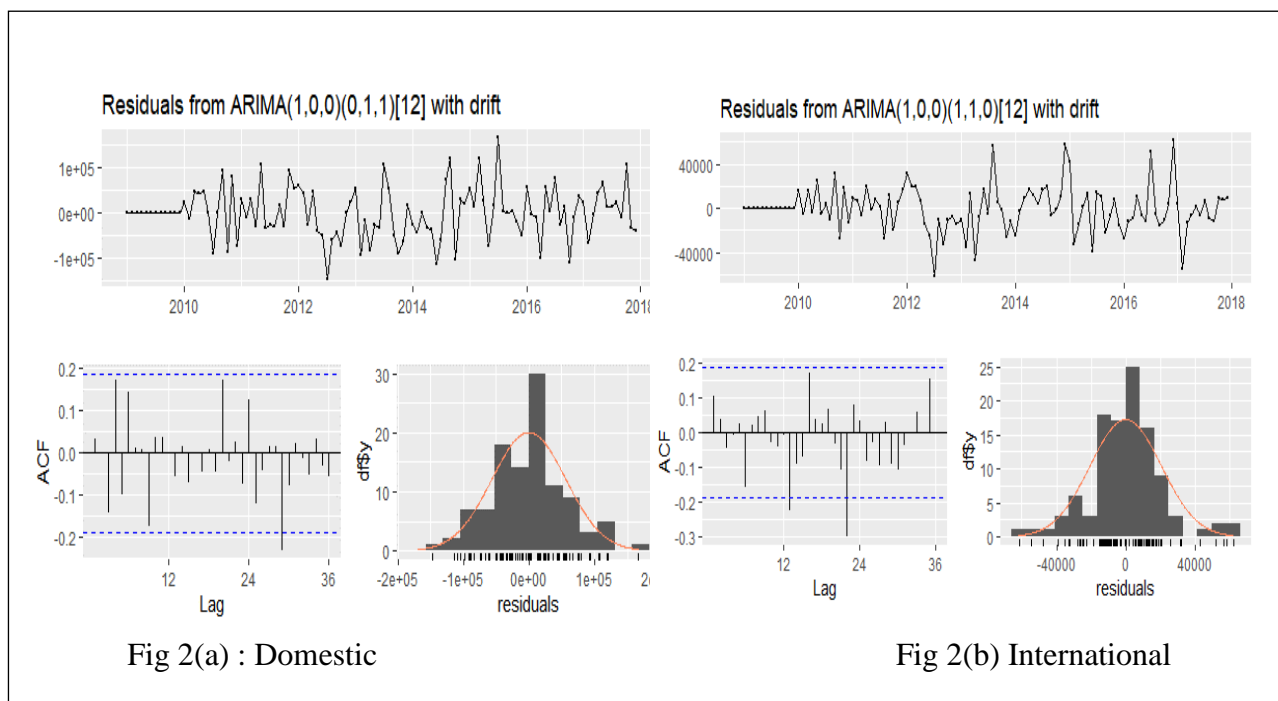 Residuals from ARIMA(1,0,0)(0,1,1)[12] with drift
1e+05
0e+00
-1e+05
2010 2012 2014 2016 2018
0.2
0.1
0.0
-0.1
-0.2
ACF
12 24 36
Lag
30
20
10
0
df$y
-2e+05 -1e+05 0e+00 1e+05
residuals
Fig 2(a) : Domestic
Residuals from ARIMA(1,0,0)(1,1,0)[12] with drift
40000
0
-40000
2010 2012 2014 2016 2018
0.2
0.1
0.0
-0.1
-0.2
-0.3
ACF
12 24 36
Lag
25
20
15
10
5
0
df$y
-40000 0 40000
residuals
Fig 2(b) International